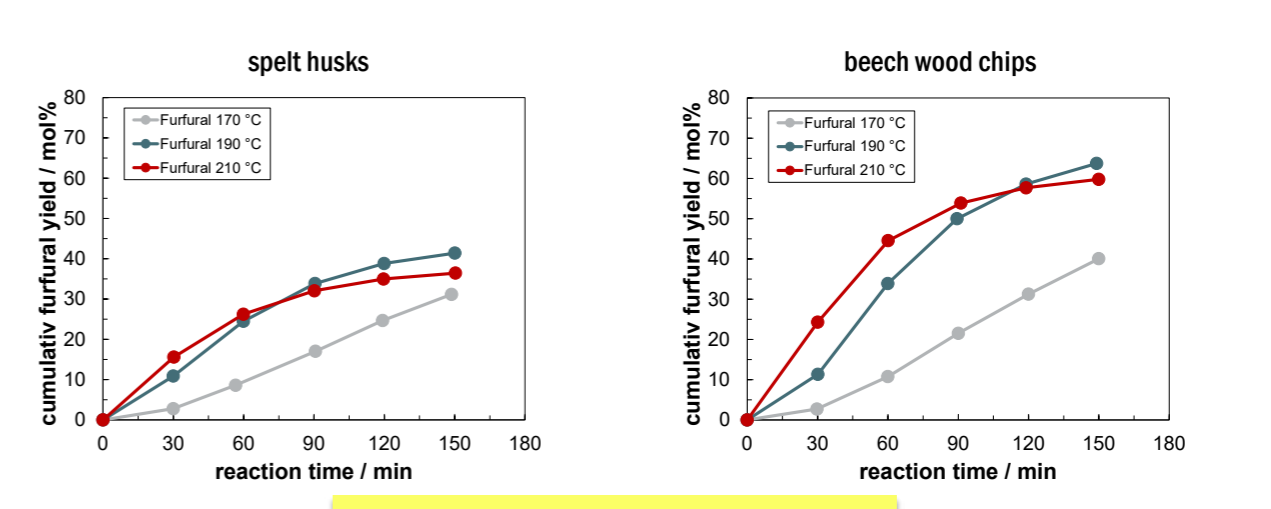 spelt husks
cumulativ furfural yield / mol%
80
70
60
50
40
30
20
10
0
Furfural 170 °C
Furfural 190 °C
Furfural 210 °C
0 30 60 90 120 150 180
reaction time / min
beech wood chips
cumulativ furfural yield / mol%
80
70
60
50
40
30
20
10
0
Furfural 170 °C
Furfural 190 °C
Furfural 210 °C
0 30 60 90 120 150 180
reaction time / min